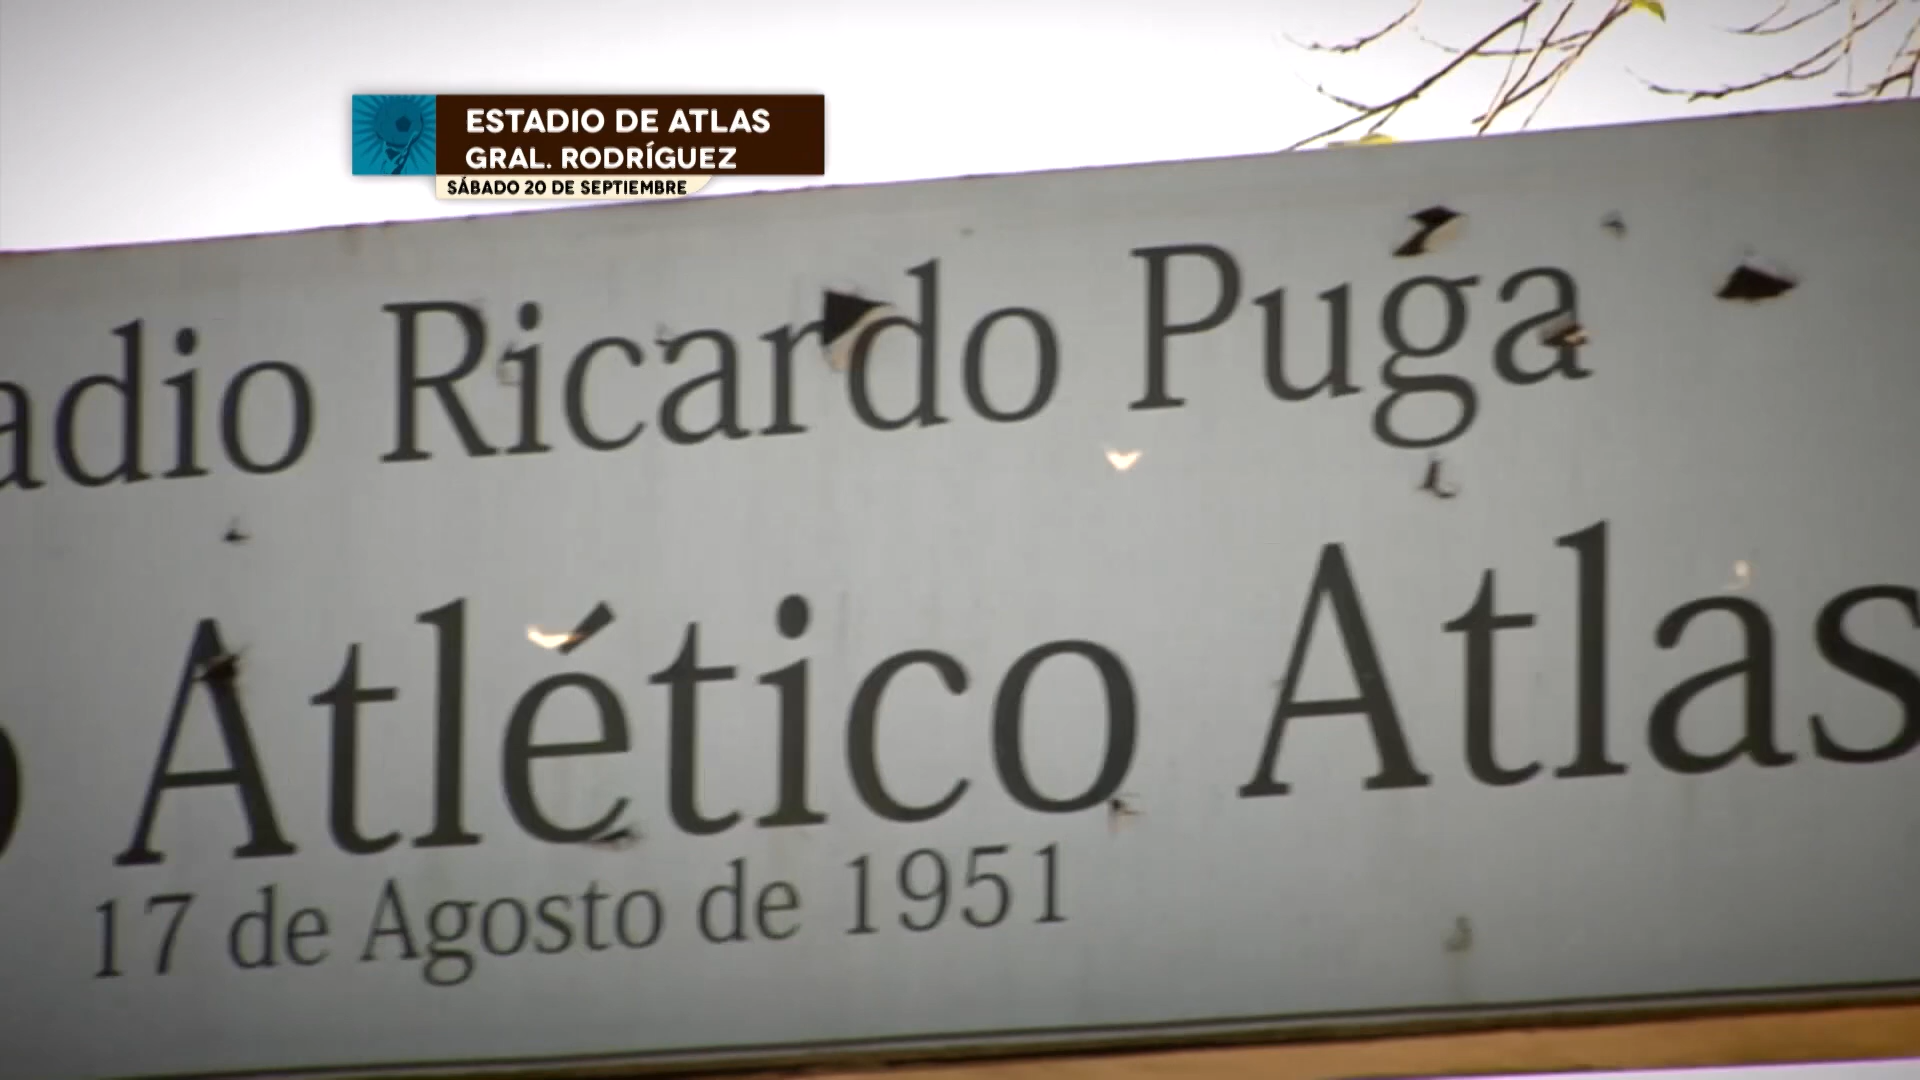 ESTADIO DE ATLAS
GRAL. RODRÍGUEZ
SÁBADO 20 DE SEPTIEMBRE
adio Ricardo Puga
o Atlético Atlas
17 de Agosto de 1951